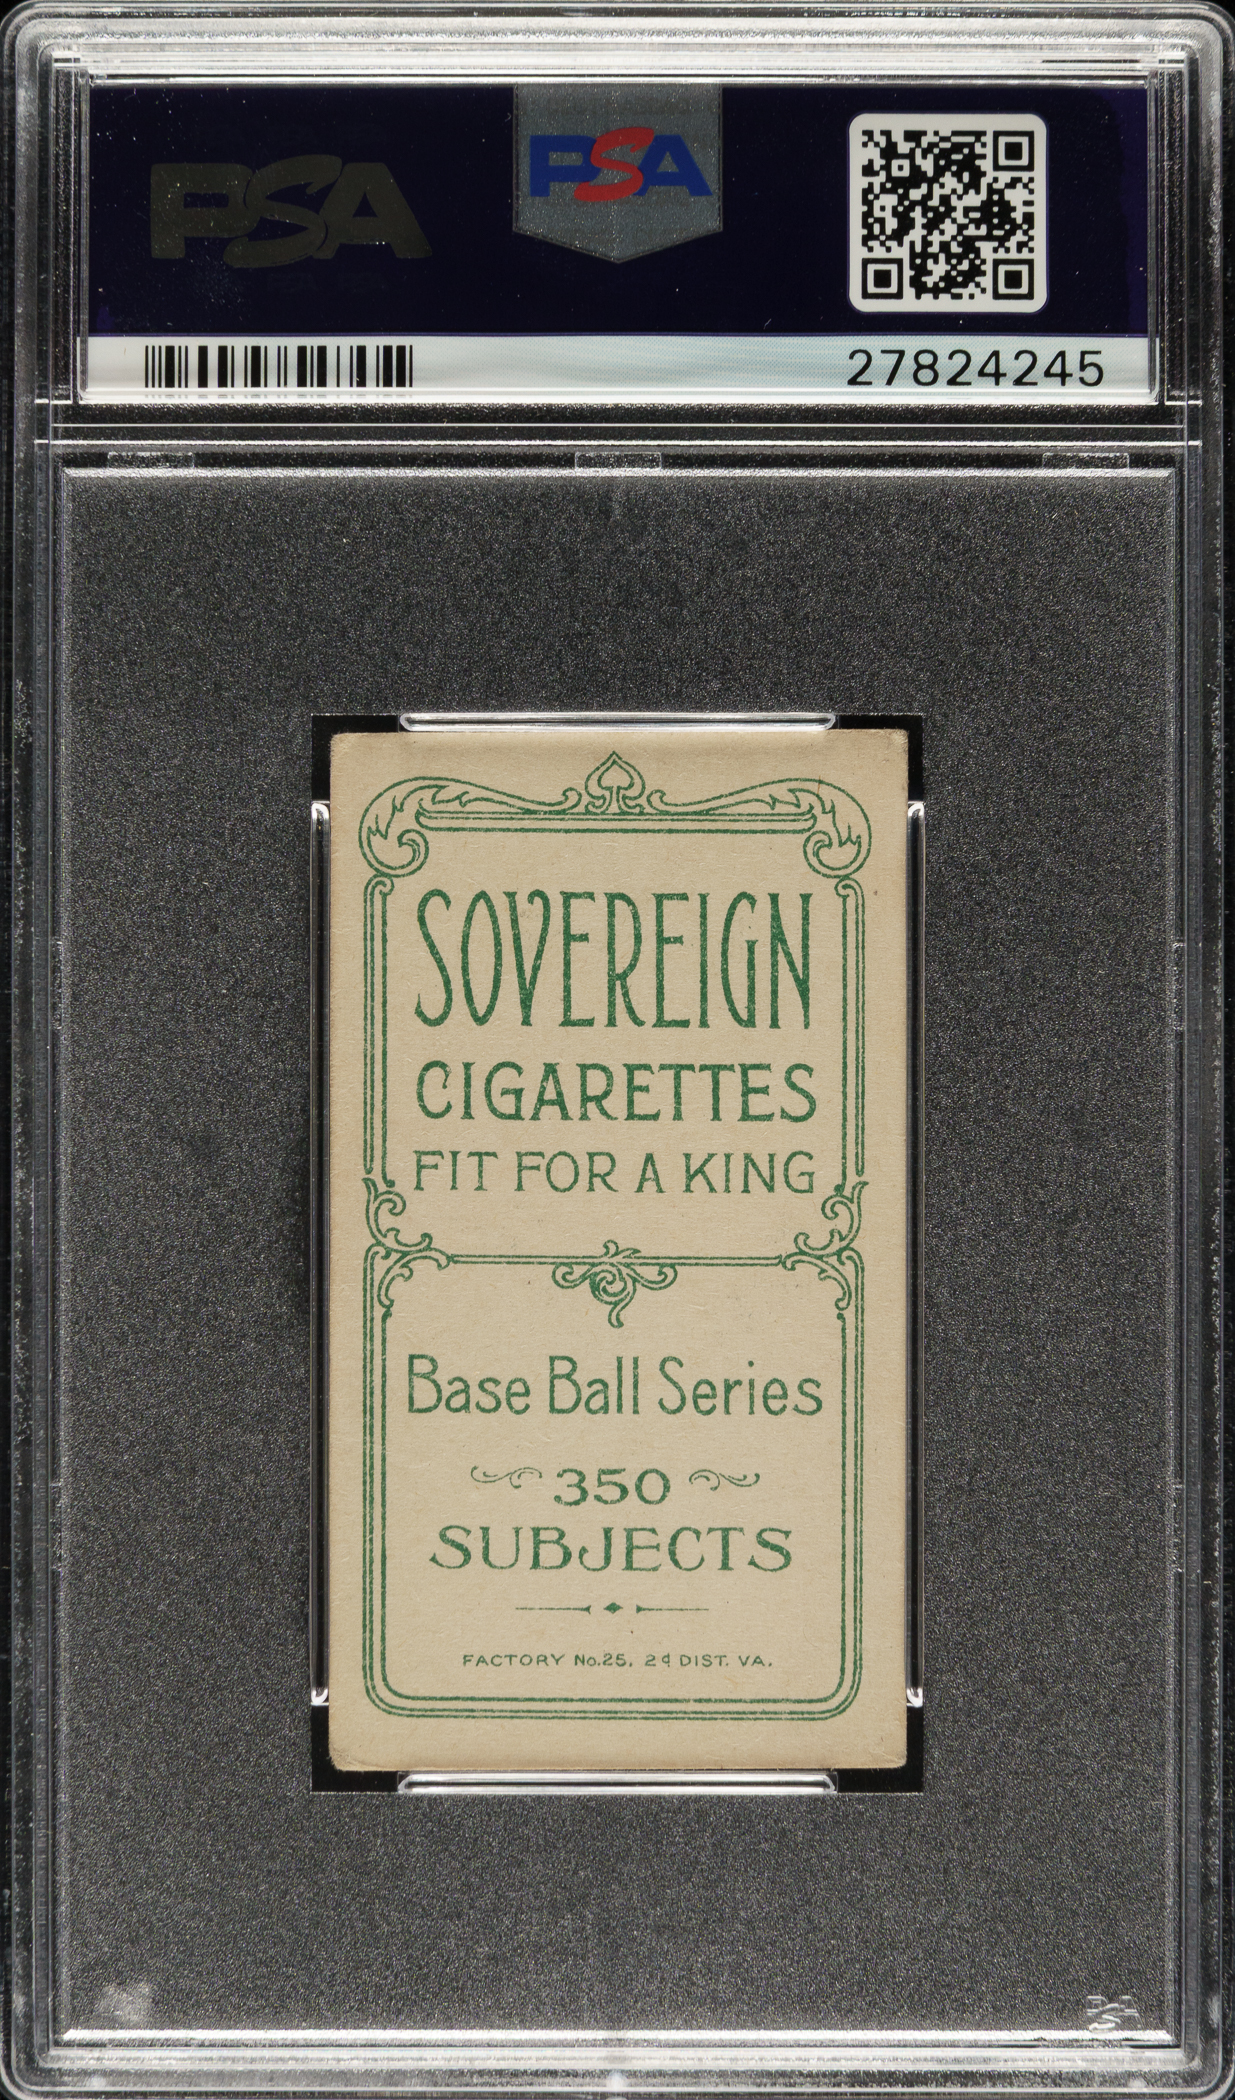 PSA
PSA
27824245
SOVEREIGN
CIGARETTES
FIT FOR A KING
Base Ball Series
350
SUBJECTS
FACTORY No.25, 2d DIST. VA.
PSA